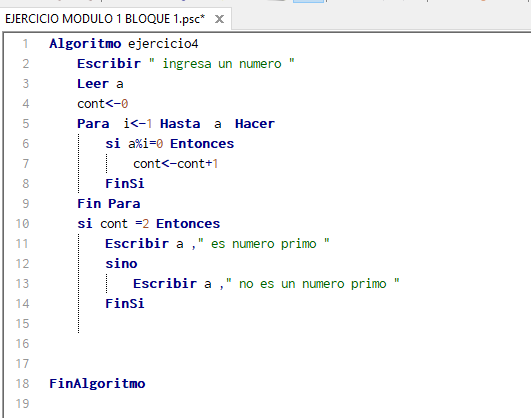 EJERCICIO MODULO 1 BLOQUE 1.psc* X
1 Algoritmo ejercicio4
2 Escribir " ingresa un numero "
3 Leer a
4 cont<-0
5 Para i<-1 Hasta a Hacer
6 si a%i=0 Entonces
7 cont<-cont+1
8 FinSi
9 Fin Para
10 si cont =2 Entonces
11 Escribir a ," es numero primo "
12 sino
13 Escribir a ," no es un numero primo "
14 FinSi
15
16
17
18 FinAlgoritmo
19